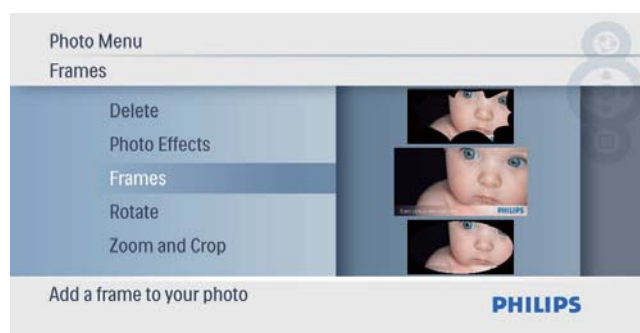 Photo Menu
Frames
Delete
Photo Effects
Frames
Rotate
Zoom and Crop
PHILIPS
Add a frame to your photo
PHILIPS